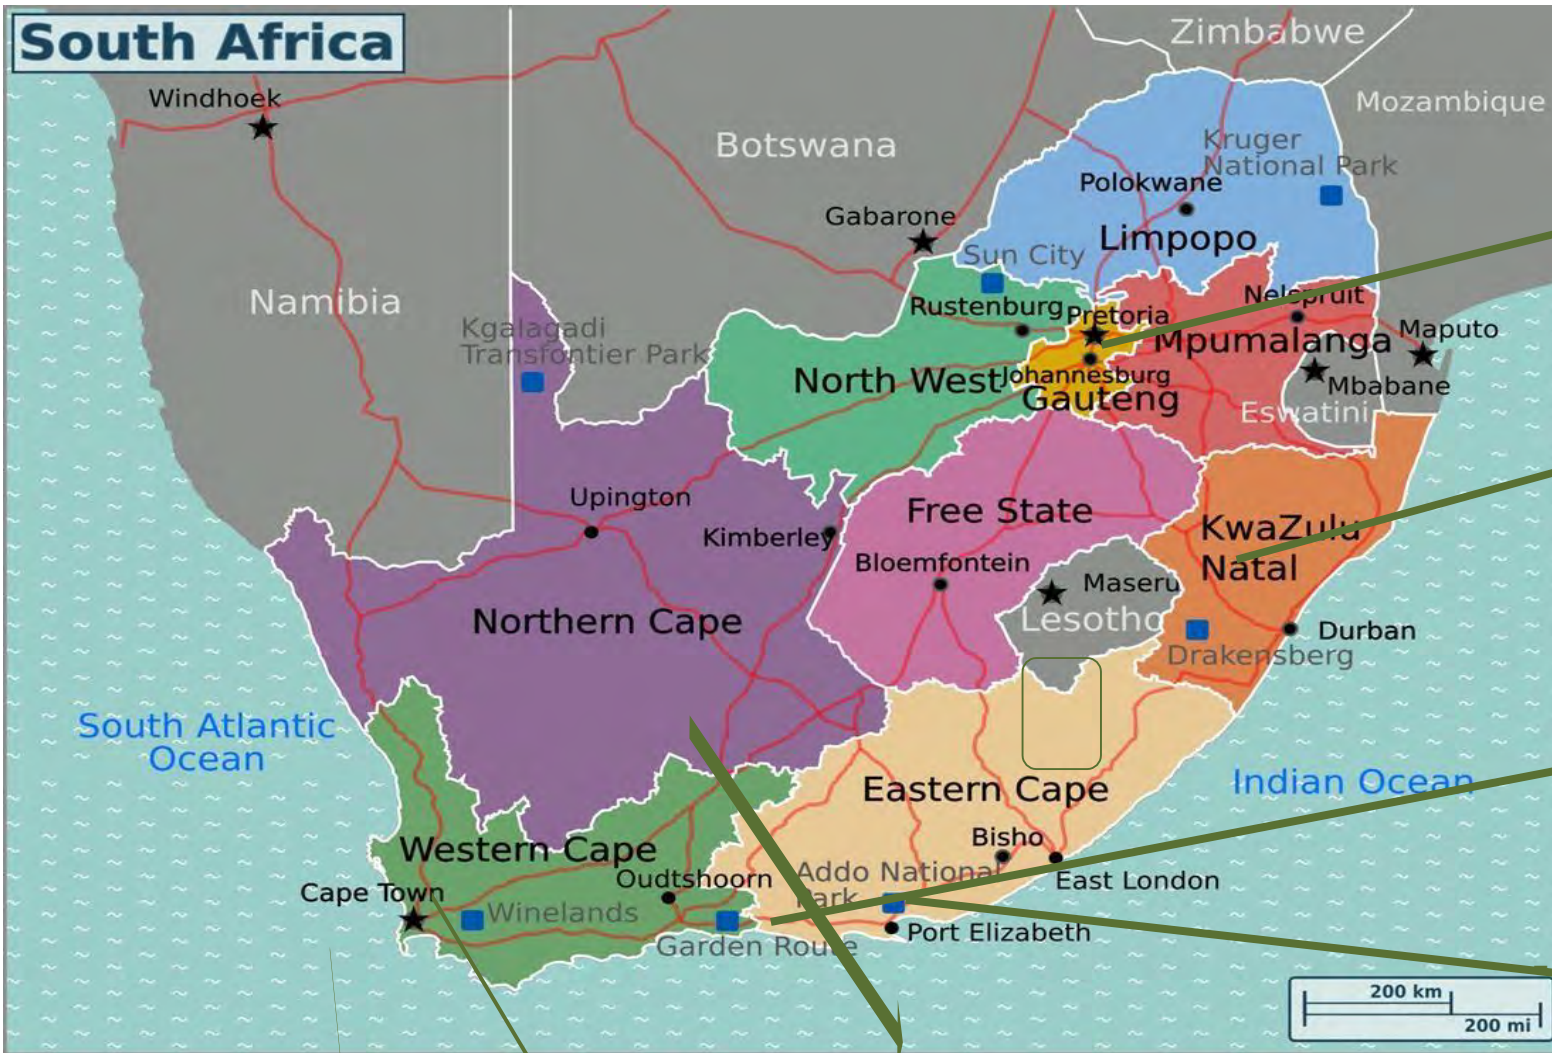 South Africa
Zimbabwe
Windhoek
Mozambique
Botswana
Kruger
National Park
Polokwane
Gabarone
Limpopo
Sun City
Namibia
Nelspruit
Rustenburg
Pretoria
Kgalagadi
Transfontier Park
Mpumalanga
Maputo
North West
Johannesburg
Mbabane
Gauteng
Eswatini
Upington
Free State
KwaZulu
Natal
Kimberley
Bloemfontein
Maseru
Northern Cape
Lesotho
Durban
Drakensberg
South Atlantic
Ocean
Indian Ocean
Eastern Cape
Bisho
Western Cape
Addo National
Park
Oudtshoorn
East London
Cape Town
Winelands
Port Elizabeth
Garden Route
200 km
200 mi